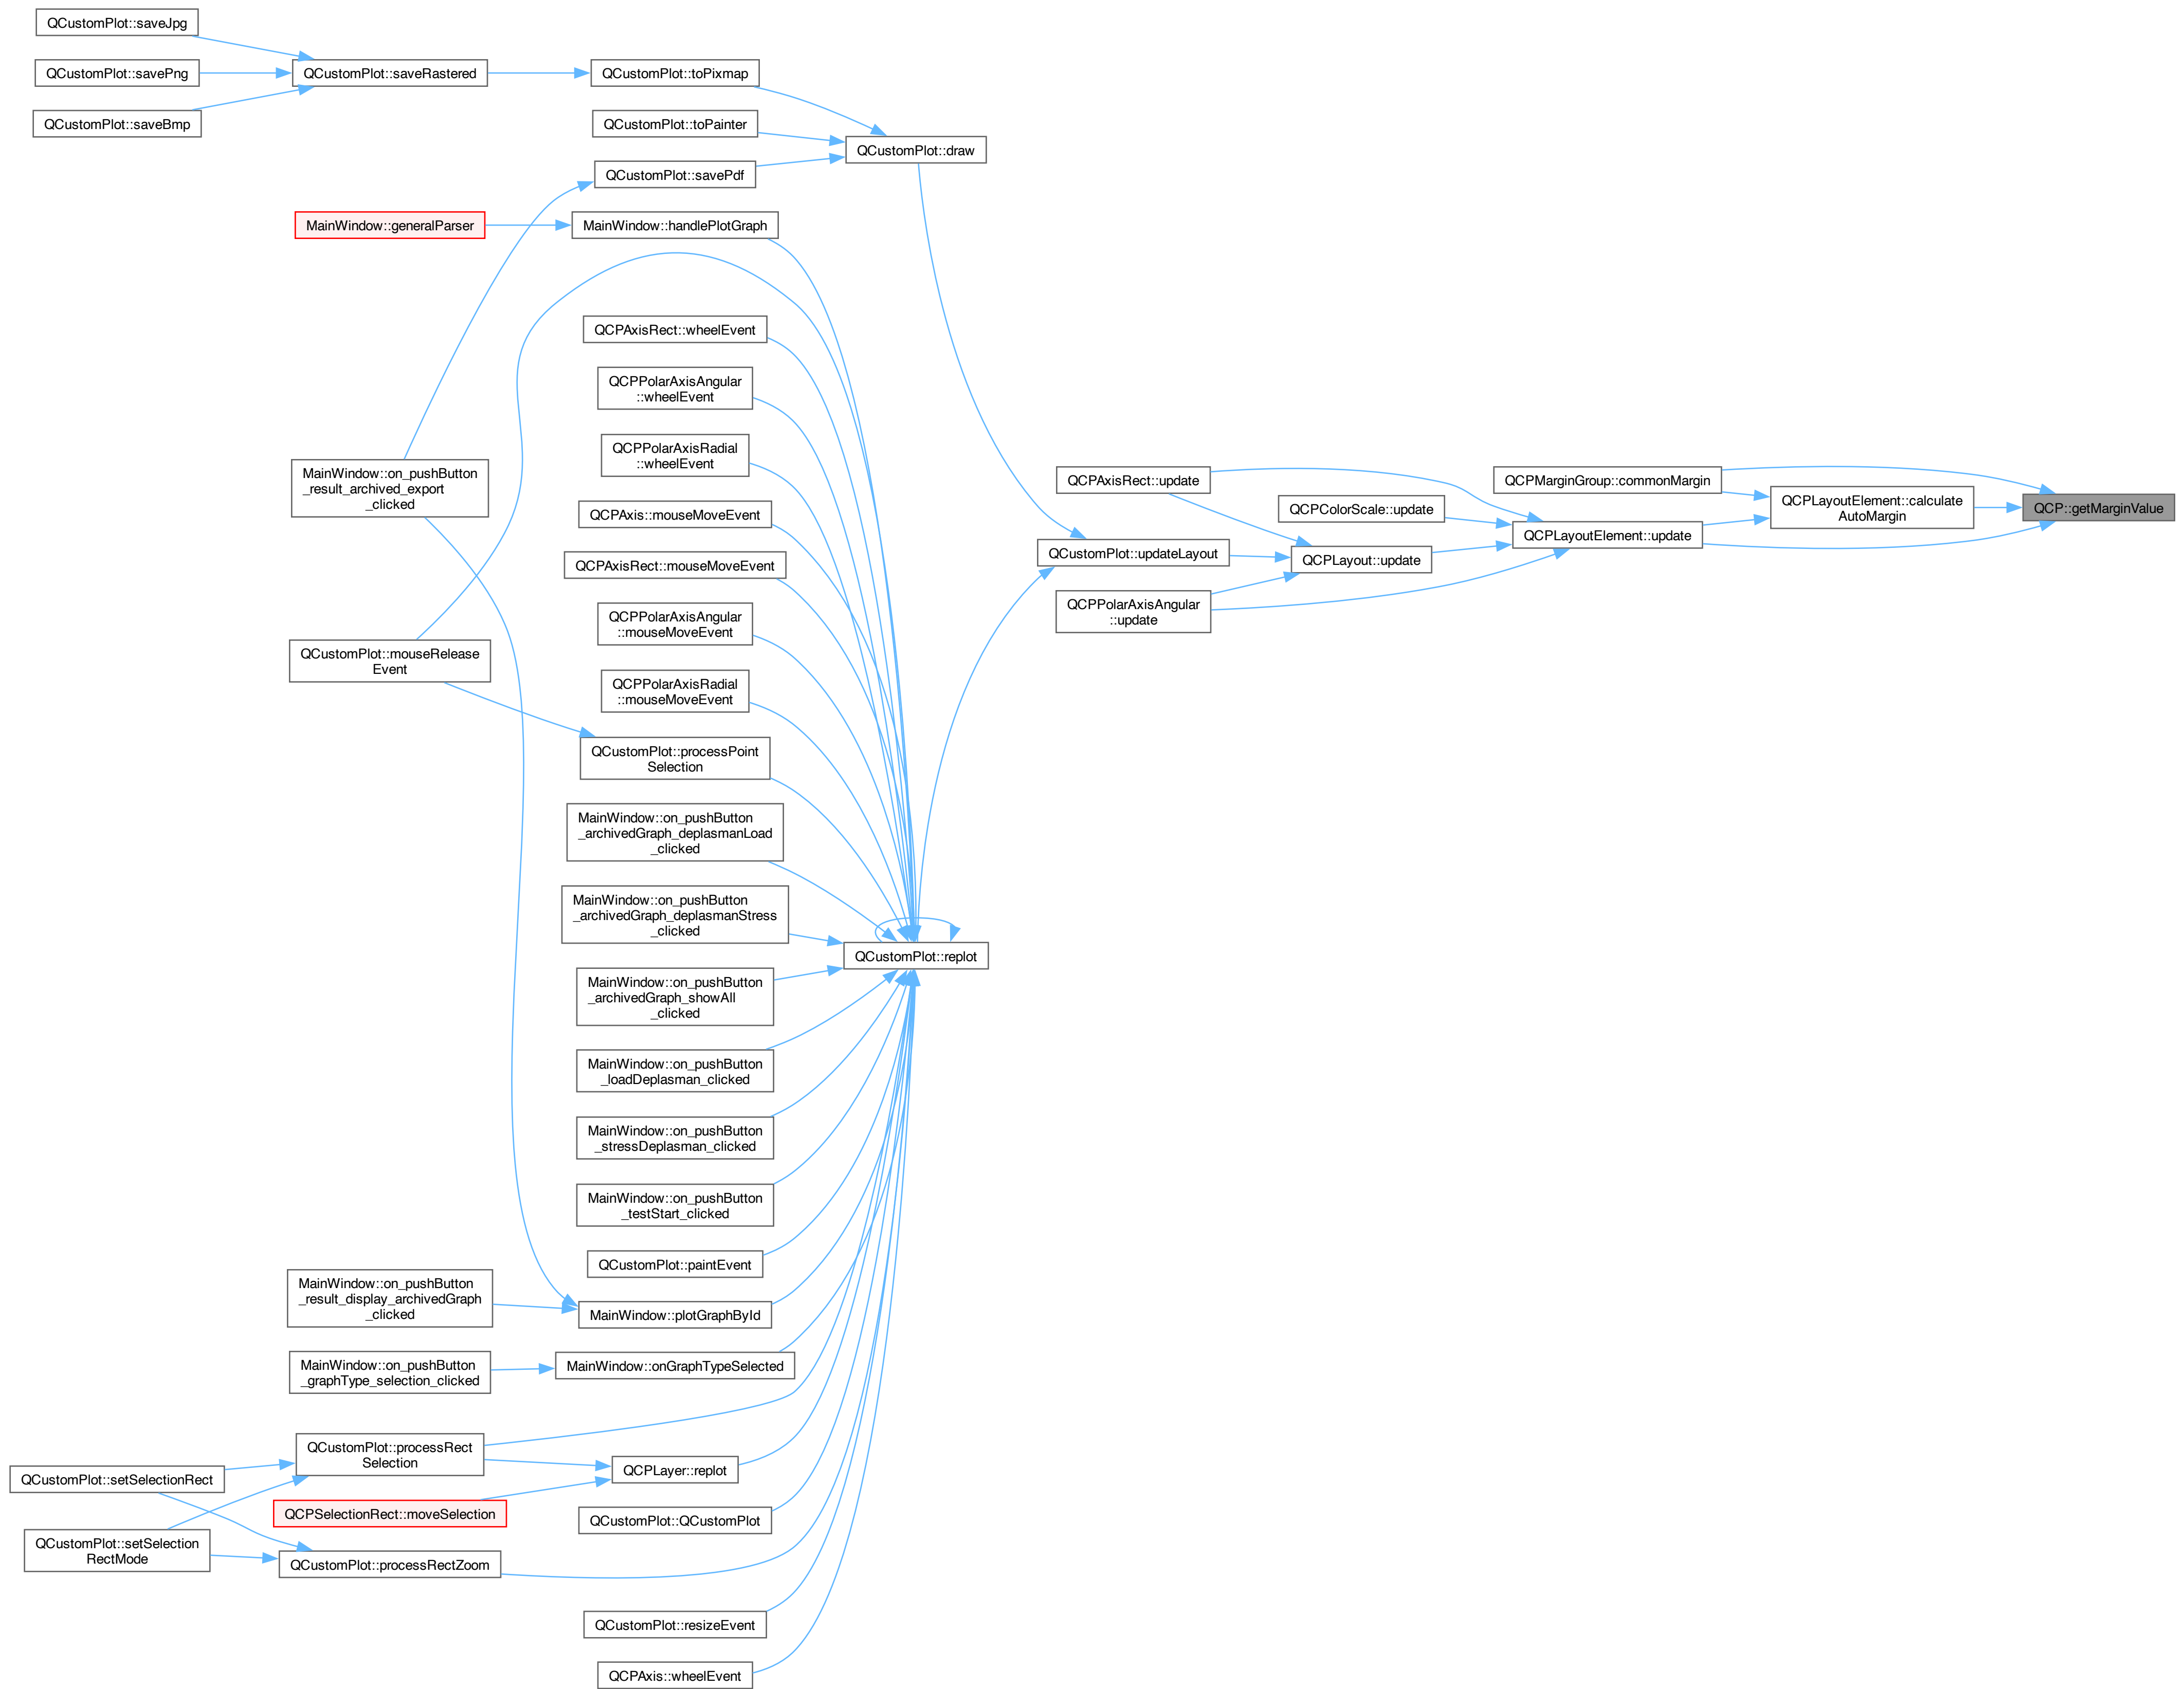 QCustomPlot::saveJpg
QCustomPlot::savePng
QCustomPlot::saveBmp
QCustomPlot::saveRastered
QCustomPlot::toPixmap
QCustomPlot::toPainter
QCustomPlot::savePdf
QCustomPlot::draw
MainWindow::generalParser
MainWindow::handlePlotGraph
QCPAxisRect::wheelEvent
QCPPolarAxisAngular
::wheelEvent
QCPPolarAxisRadial
::wheelEvent
MainWindow::on_pushButton
_result_archived_export
_clicked
QCPAxis::mouseMoveEvent
QCPAxisRect::mouseMoveEvent
QCPPolarAxisAngular
::mouseMoveEvent
QCustomPlot::mouseRelease
Event
QCPPolarAxisRadial
::mouseMoveEvent
QCustomPlot::processPoint
Selection
QCPAxisRect::update
QCPColorScale::update
QCPMarginGroup::commonMargin
QCPLayoutElement::calculate
AutoMargin
QCP::getMarginValue
QCPLayoutElement::update
QCPLayout::update
QCustomPlot::updateLayout
QCPPolarAxisAngular
::update
MainWindow::on_pushButton
_archivedGraph_deplasmanLoad
_clicked
MainWindow::on_pushButton
_archivedGraph_deplasmanStress
_clicked
QCustomPlot::replot
MainWindow::on_pushButton
_archivedGraph_showAll
_clicked
MainWindow::on_pushButton
_loadDeplasman_clicked
MainWindow::on_pushButton
_stressDeplasman_clicked
MainWindow::on_pushButton
_testStart_clicked
QCustomPlot::paintEvent
MainWindow::on_pushButton
_result_display_archivedGraph
_clicked
MainWindow::plotGraphById
MainWindow::on_pushButton
_graphType_selection_clicked
MainWindow::onGraphTypeSelected
QCustomPlot::processRect
Selection
QCustomPlot::setSelectionRect
QCPLayer::replot
QCPSelectionRect::moveSelection
QCustomPlot::QCustomPlot
QCustomPlot::setSelection
RectMode
QCustomPlot::processRectZoom
QCustomPlot::resizeEvent
QCPAxis::wheelEvent